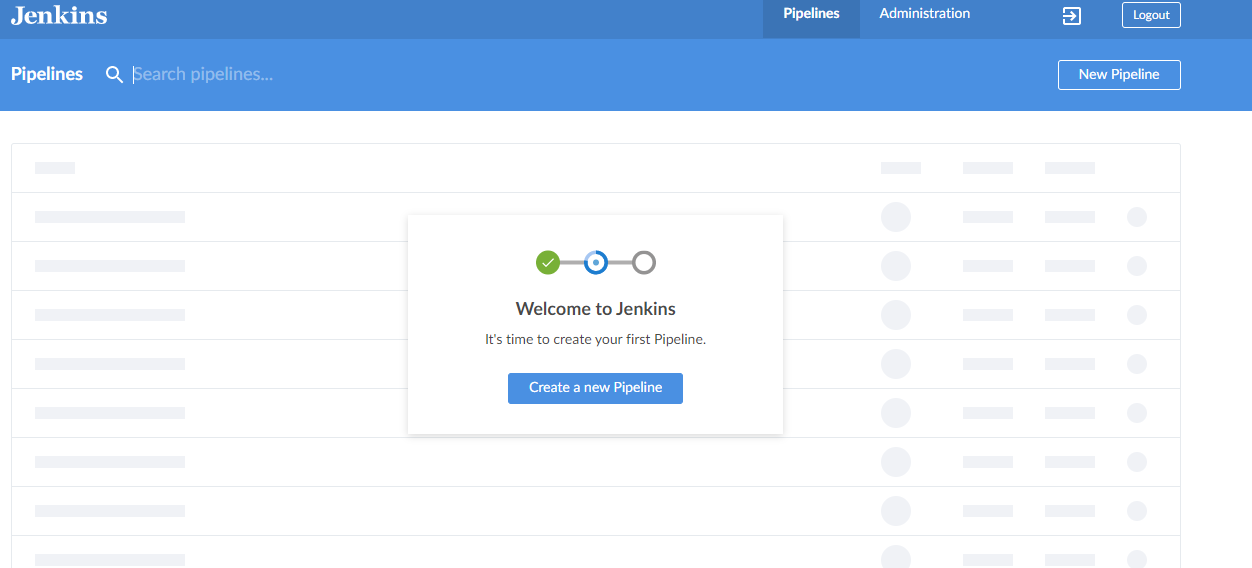 Jenkins
Pipelines
Administration
Logout
Pipelines
Search pipelines...
New Pipeline
Welcome to Jenkins
It's time to create your first Pipeline.
Create a new Pipeline